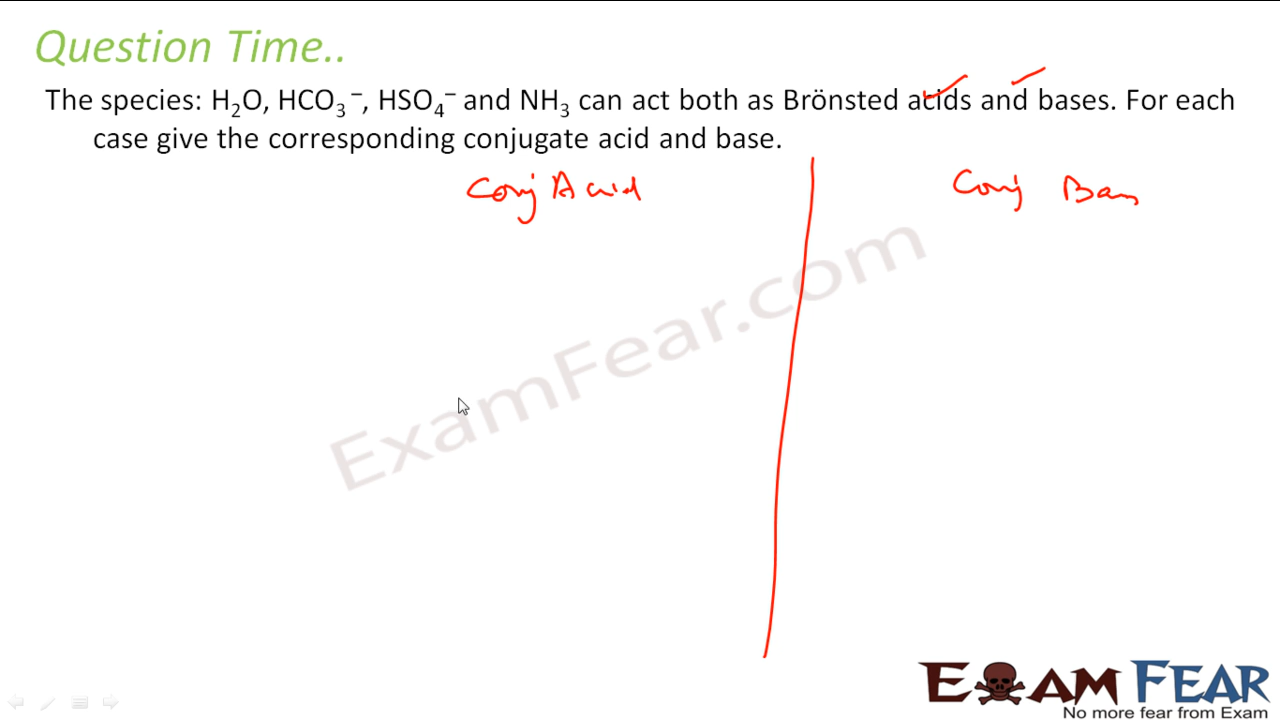 Question Time..
The species: H₂O, HCO₃⁻, HSO₄⁻ and NH₃ can act both as Brönsted acids and bases. For each
case give the corresponding conjugate acid and base.
Conj Acid Conj Bas
ExamFear.com
EXAM FEAR
No more fear from Exam